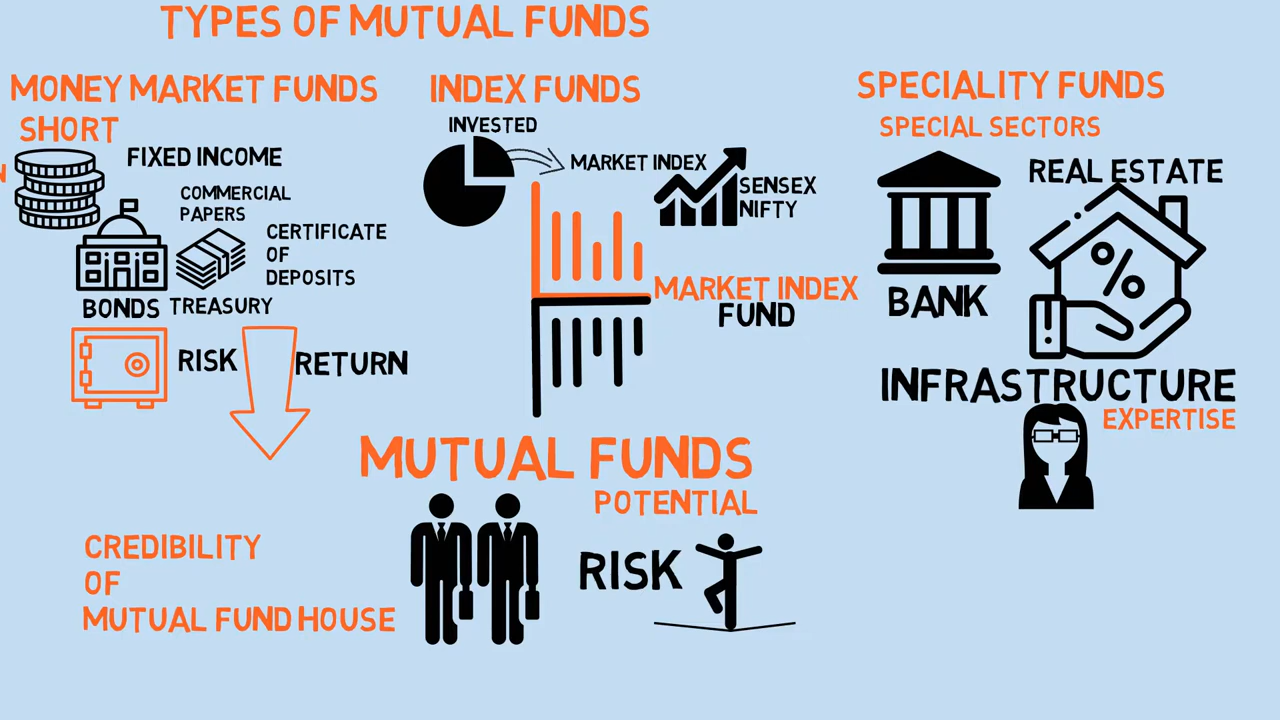 TYPES OF MUTUAL FUNDS
MONEY MARKET FUNDS
SHORT
N
FIXED INCOME
COMMERCIAL
PAPERS
CERTIFICATE
OF
DEPOSITS
BONDS
TREASURY
RISK
RETURN
INDEX FUNDS
INVESTED
MARKET INDEX
SENSEX
NIFTY
MARKET INDEX
FUND
SPECIALITY FUNDS
SPECIAL SECTORS
REAL ESTATE
%
BANK
INFRASTRUCTURE
EXPERTISE
MUTUAL FUNDS
POTENTIAL
RISK
CREDIBILITY
OF
MUTUAL FUND HOUSE